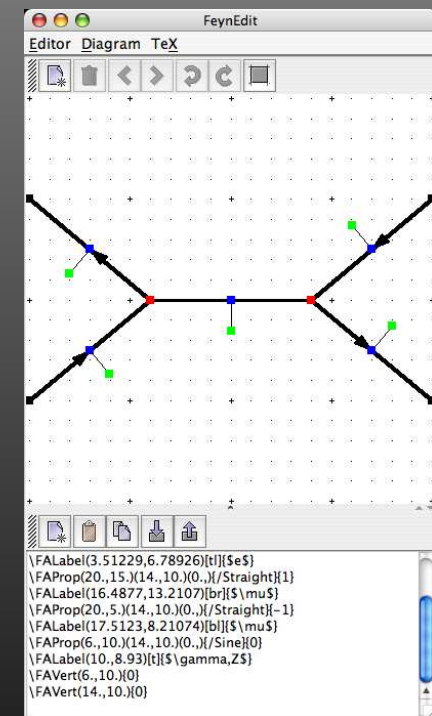 FeynEdit
Editor Diagram TeX
\FALabel(3.51229,6.78926)[tl]{$e$}
\FAProp(20.,15.)(14.,10.)(0.,){/Straight}{1}
\FALabel(16.4877,13.2107)[br]{$\mu$}
\FAProp(20.,5.)(14.,10.)(0.,){/Straight}{-1}
\FALabel(17.5123,8.21074)[bl]{$\mu$}
\FAProp(6.,10.)(14.,10.)(0.,){/Sine}{0}
\FALabel(10.,8.93)[t]{$\gamma,Z$}
\FAVert(6.,10.){0}
\FAVert(14.,10.){0}